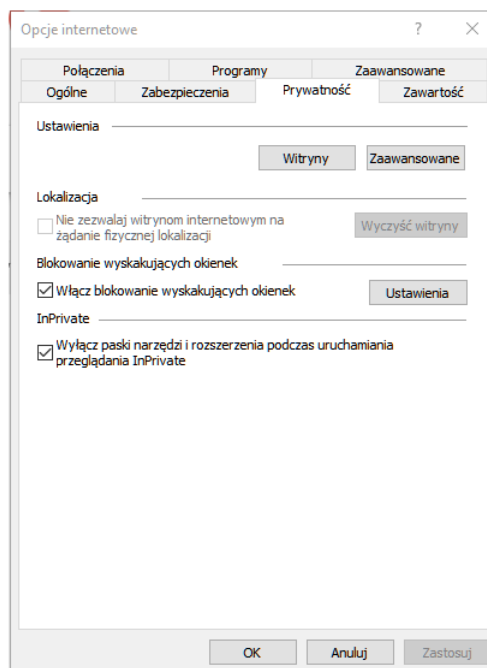 Opcje internetowe ?
Połączenia Programy Zaawansowane
Ogólne Zabezpieczenia Prywatność Zawartość
Ustawienia
Witryny Zaawansowane
Lokalizacja
Nie zezwalaj witrynom internetowym na
żądanie fizycznej lokalizacji
Wyczyść witryny
Blokowanie wyskakujących okienek
Włącz blokowanie wyskakujących okienek Ustawienia
InPrivate
Wyłącz paski narzędzi i rozszerzenia podczas uruchamiania
przeglądania InPrivate
OK Anuluj Zastosuj